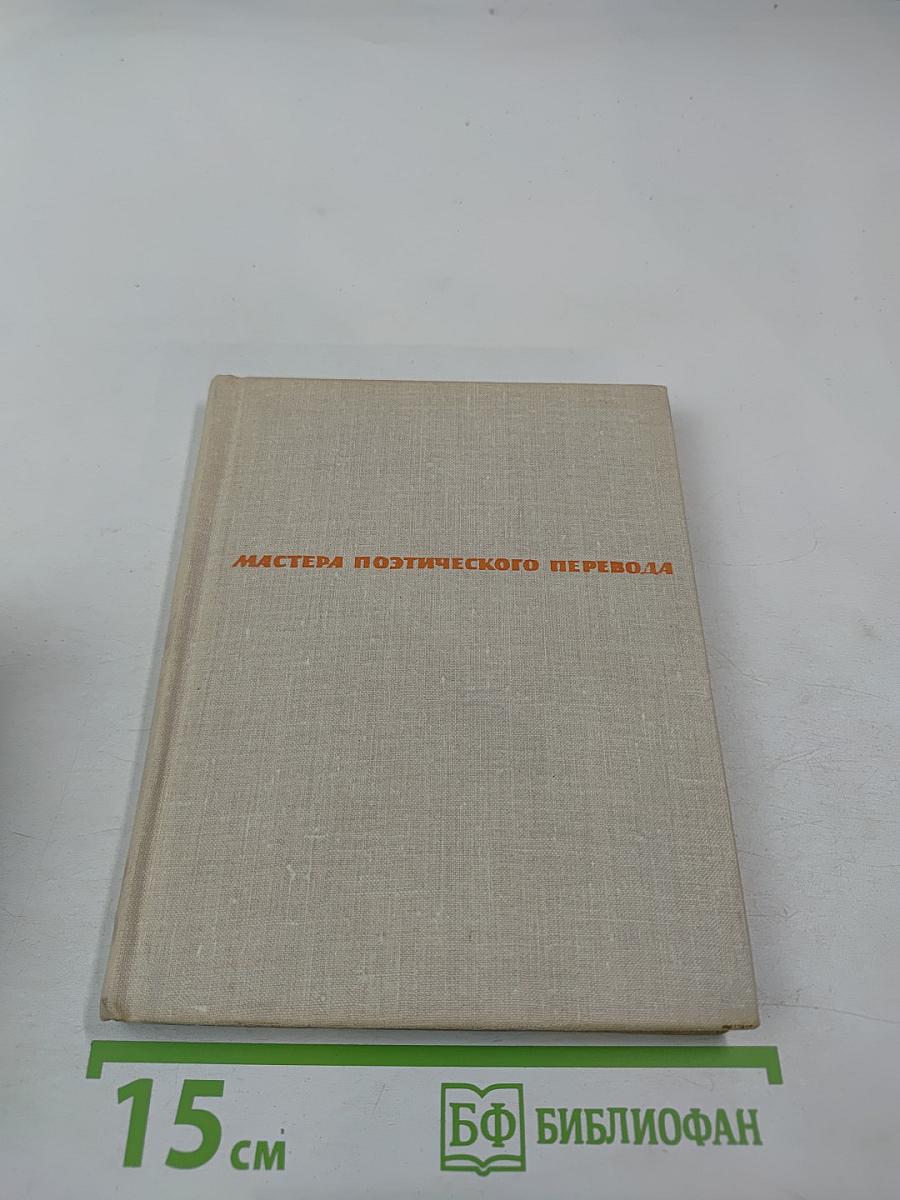 МАСТЕРА ПОЭТИЧЕСКОГО ПЕРЕВОДА
15 см
БФ БИБЛИОФАН